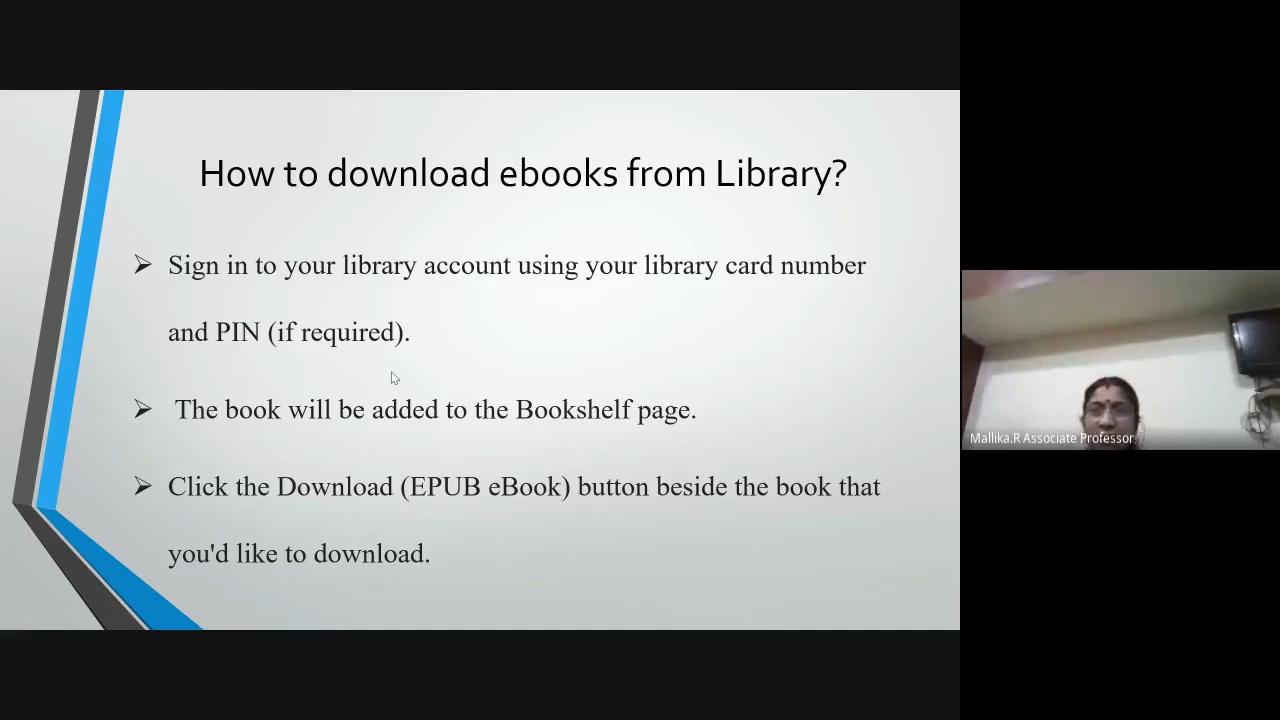 How to download ebooks from Library?
➢ Sign in to your library account using your library card number
and PIN (if required).
➢ The book will be added to the Bookshelf page.
➢ Click the Download (EPUB eBook) button beside the book that
you'd like to download.
Mallika.R Associate Professor